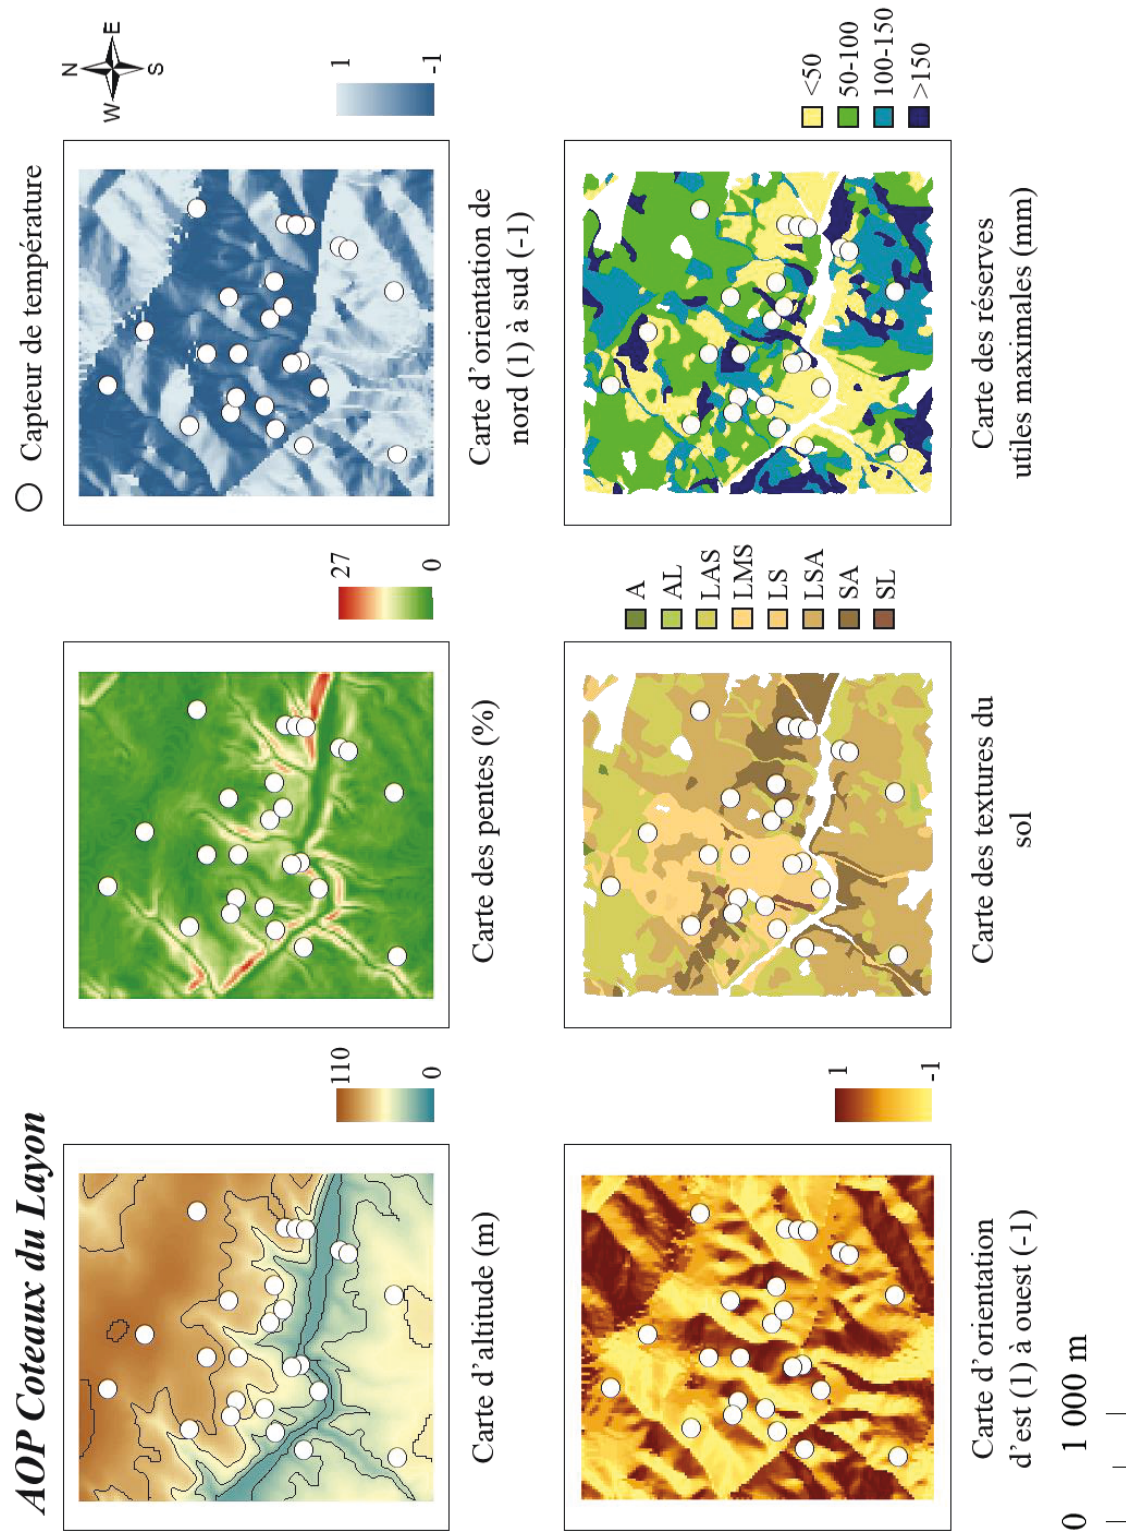 AOP Coteaux du Layon
Capteur de température
N
W
E
S
110
0
Carte d'altitude (m)
27
0
Carte des pentes (%)
1
-1
Carte d'orientation de
nord (1) à sud (-1)
1
-1
Carte d'orientation
d'est (1) à ouest (-1)
A
AL
LAS
LMS
LS
LSA
SA
SL
Carte des textures du
sol
<50
50-100
100-150
>150
Carte des réserves
utiles maximales (mm)
0 1 000 m